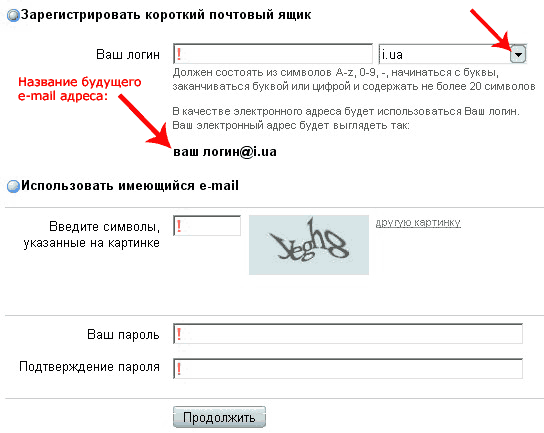 Зарегистрировать короткий почтовый ящик
Ваш логин ! i.ua
Должен состоять из символов A-z, 0-9, -, начинаться с буквы,
заканчиваться буквой или цифрой и содержать не более 20 символов
Название будущего
e-mail адреса:
В качестве электронного адреса будет использоваться Ваш логин.
Ваш электронный адрес будет выглядеть так:
ваш логин@i.ua
Использовать имеющийся e-mail
Введите символы,
указанные на картинке
!
другую картинку
Ваш пароль !
Подтверждение пароля !
Продолжить